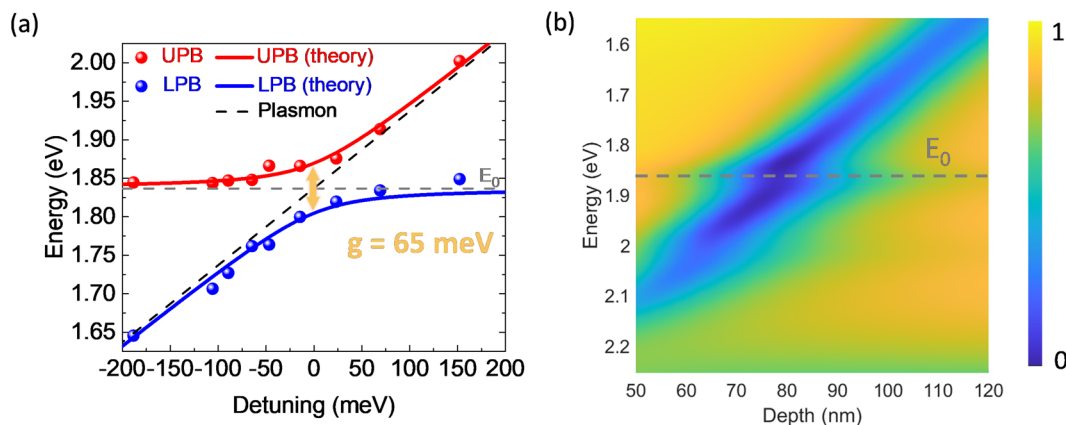 (a)
UPB UPB (theory)
LPB LPB (theory)
Plasmon
E0
g = 65 meV
2.00
1.95
1.90
1.85
1.80
1.75
1.70
1.65
Energy (eV)
-200 -150 -100 -50 0 50 100 150 200
Detuning (meV)
(b)
1.6
1.7
1.8
1.9
2
2.1
2.2
Energy (eV)
E0
50 60 70 80 90 100 110 120
Depth (nm)
1
0